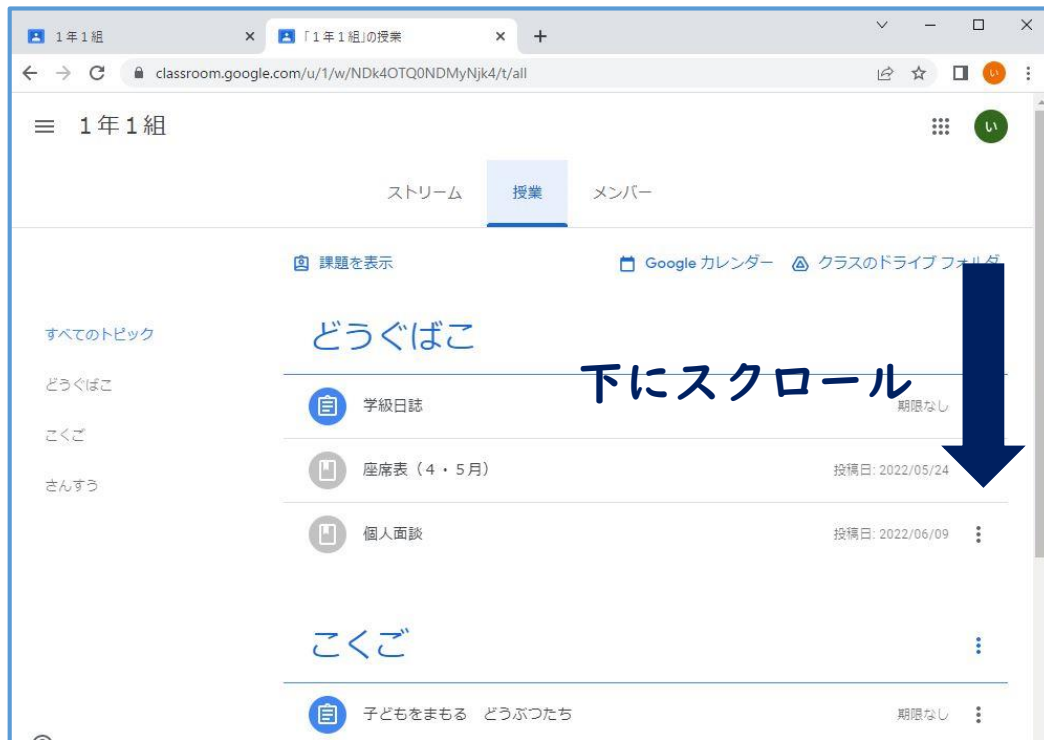 1年1組
「1年1組」の授業
classroom.google.com/u/1/w/NDk4OTQ0NDMyNjk4/t/all
い
1年1組
い
ストリーム 授業 メンバー
課題を表示 Google カレンダー クラスのドライブ フォルダ
すべてのトピック
どうぐばこ
こくご
さんすう
どうぐばこ
下にスクロール
学級日誌 期限なし
座席表（4・5月） 投稿日: 2022/05/24
個人面談 投稿日: 2022/06/09
こくご
子どもをまもる どうぶつたち 期限なし